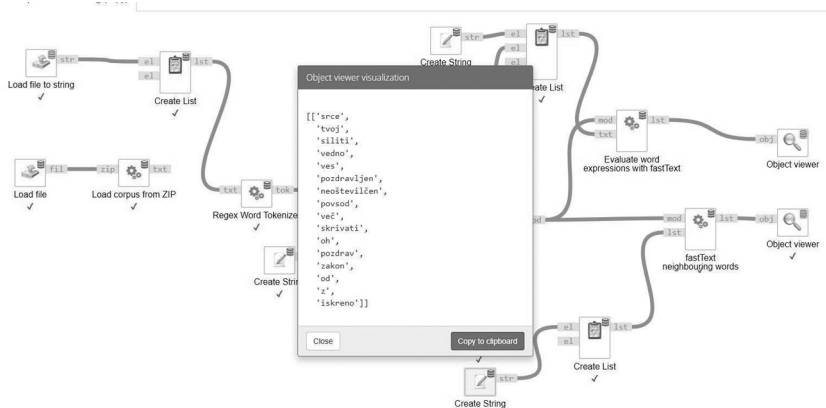 str
el
lst
el
Load file to string
✓
Create List
✓
fil
zip
txt
Load file
✓
Load corpus from ZIP
✓
txt
tok
Regex Word Tokenize
✓
Create Strin
✓
Object viewer visualization
[['srce',
'tvoj',
'siliti',
'vedno',
'ves',
'pozdravljen',
'neoštevilčen',
'povsod',
'več',
'skrivati',
'oh',
'pozdrav',
'zakon',
'od',
'z',
'iskreno']]
Close
Copy to clipboard
str
el
lst
el
Create String
eate List
✓
mod
lst
txt
obj
Evaluate word
expressions with fastText
✓
Object viewer
✓
od
mod
lst
obj
lst
fastText
neighbouring words
✓
Object viewer
✓
el
lst
el
Create List
✓
✓
str
Create String